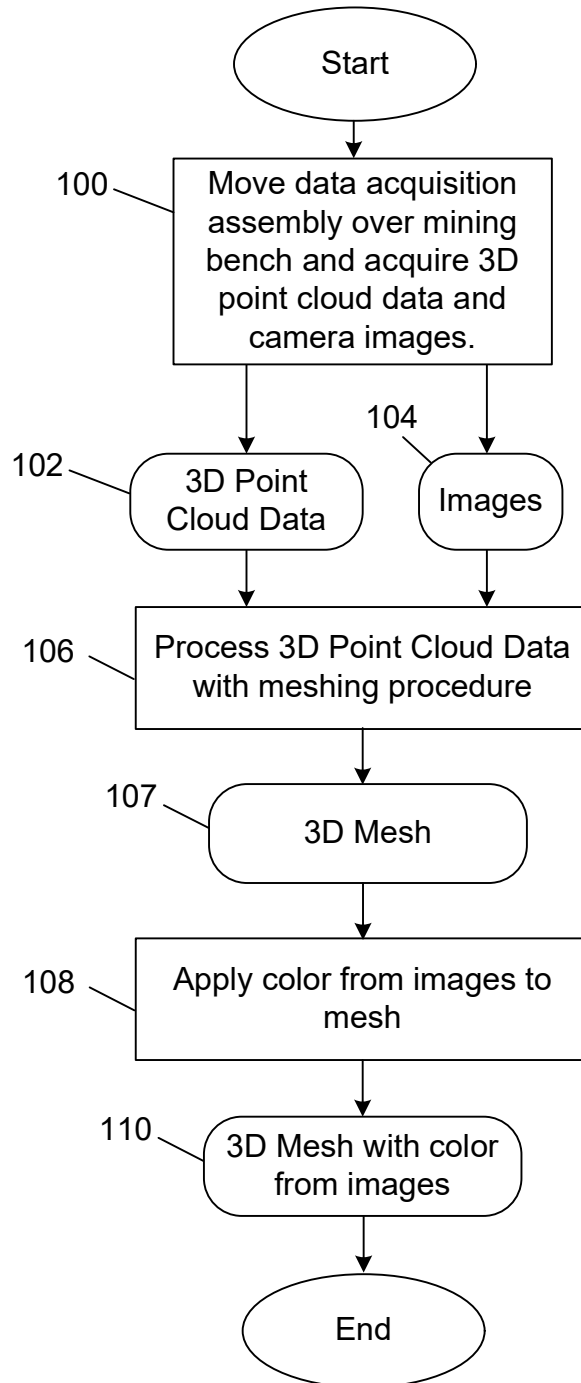 Start
100
Move data acquisition
assembly over mining
bench and acquire 3D
point cloud data and
camera images.
104
102
3D Point
Cloud Data
Images
106
Process 3D Point Cloud Data
with meshing procedure
107
3D Mesh
108
Apply color from images to
mesh
110
3D Mesh with color
from images
End